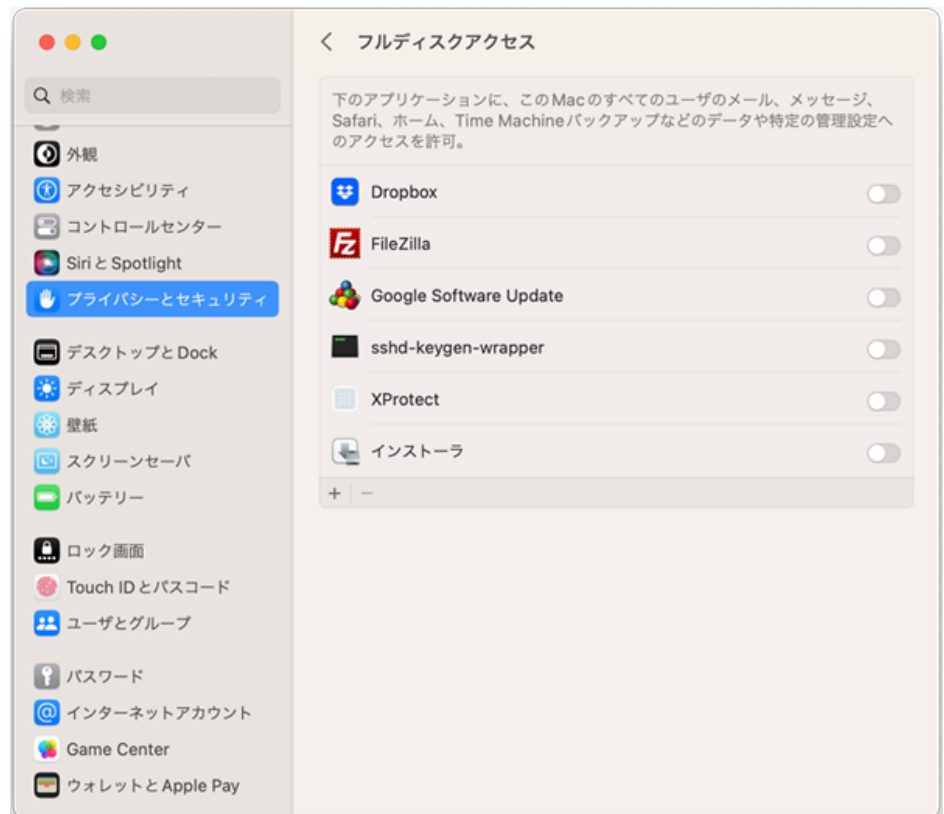 フルディスクアクセス
検索
外観
アクセシビリティ
コントロールセンター
Siri と Spotlight
プライバシーとセキュリティ
デスクトップと Dock
ディスプレイ
壁紙
スクリーンセーバ
バッテリー
ロック画面
Touch ID とパスコード
ユーザとグループ
パスワード
インターネットアカウント
Game Center
ウォレットと Apple Pay
下のアプリケーションに、この Mac のすべてのユーザのメール、メッセージ、
Safari、ホーム、Time Machine バックアップなどのデータや特定の管理設定へ
のアクセスを許可。
Dropbox
FileZilla
Google Software Update
sshd-keygen-wrapper
XProtect
インストーラ